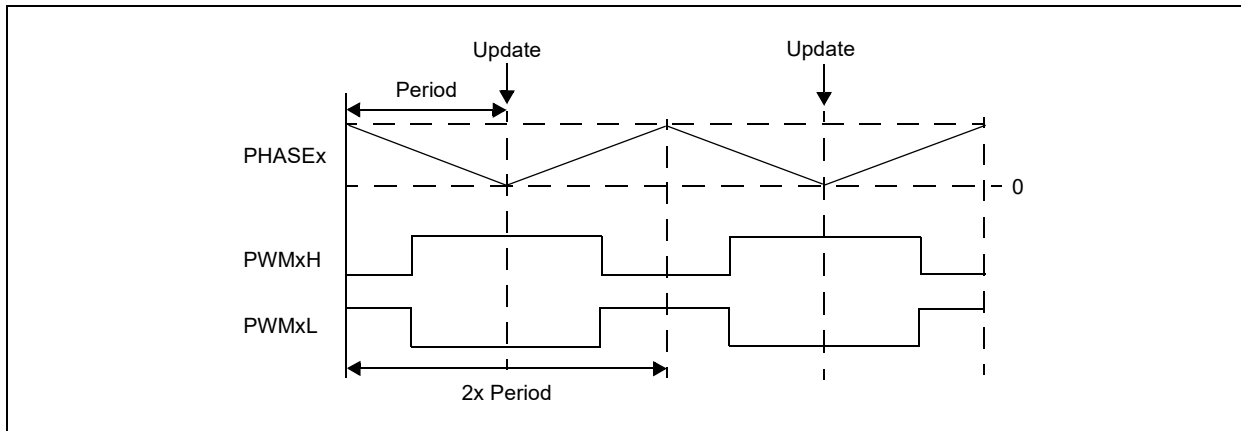 Update
Update
Period
PHASEx
0
PWMxH
PWMxL
2x Period